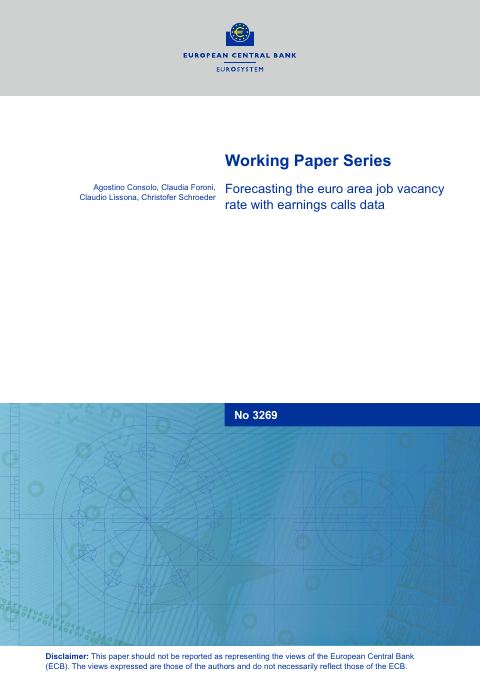 EUROPEAN CENTRAL BANK
EUROSYSTEM
Working Paper Series
Agostino Consolo, Claudia Foroni,
Claudio Lissona, Christofer Schroeder
Forecasting the euro area job vacancy
rate with earnings calls data
No 3269
Disclaimer: This paper should not be reported as representing the views of the European Central Bank
(ECB). The views expressed are those of the authors and do not necessarily reflect those of the ECB.